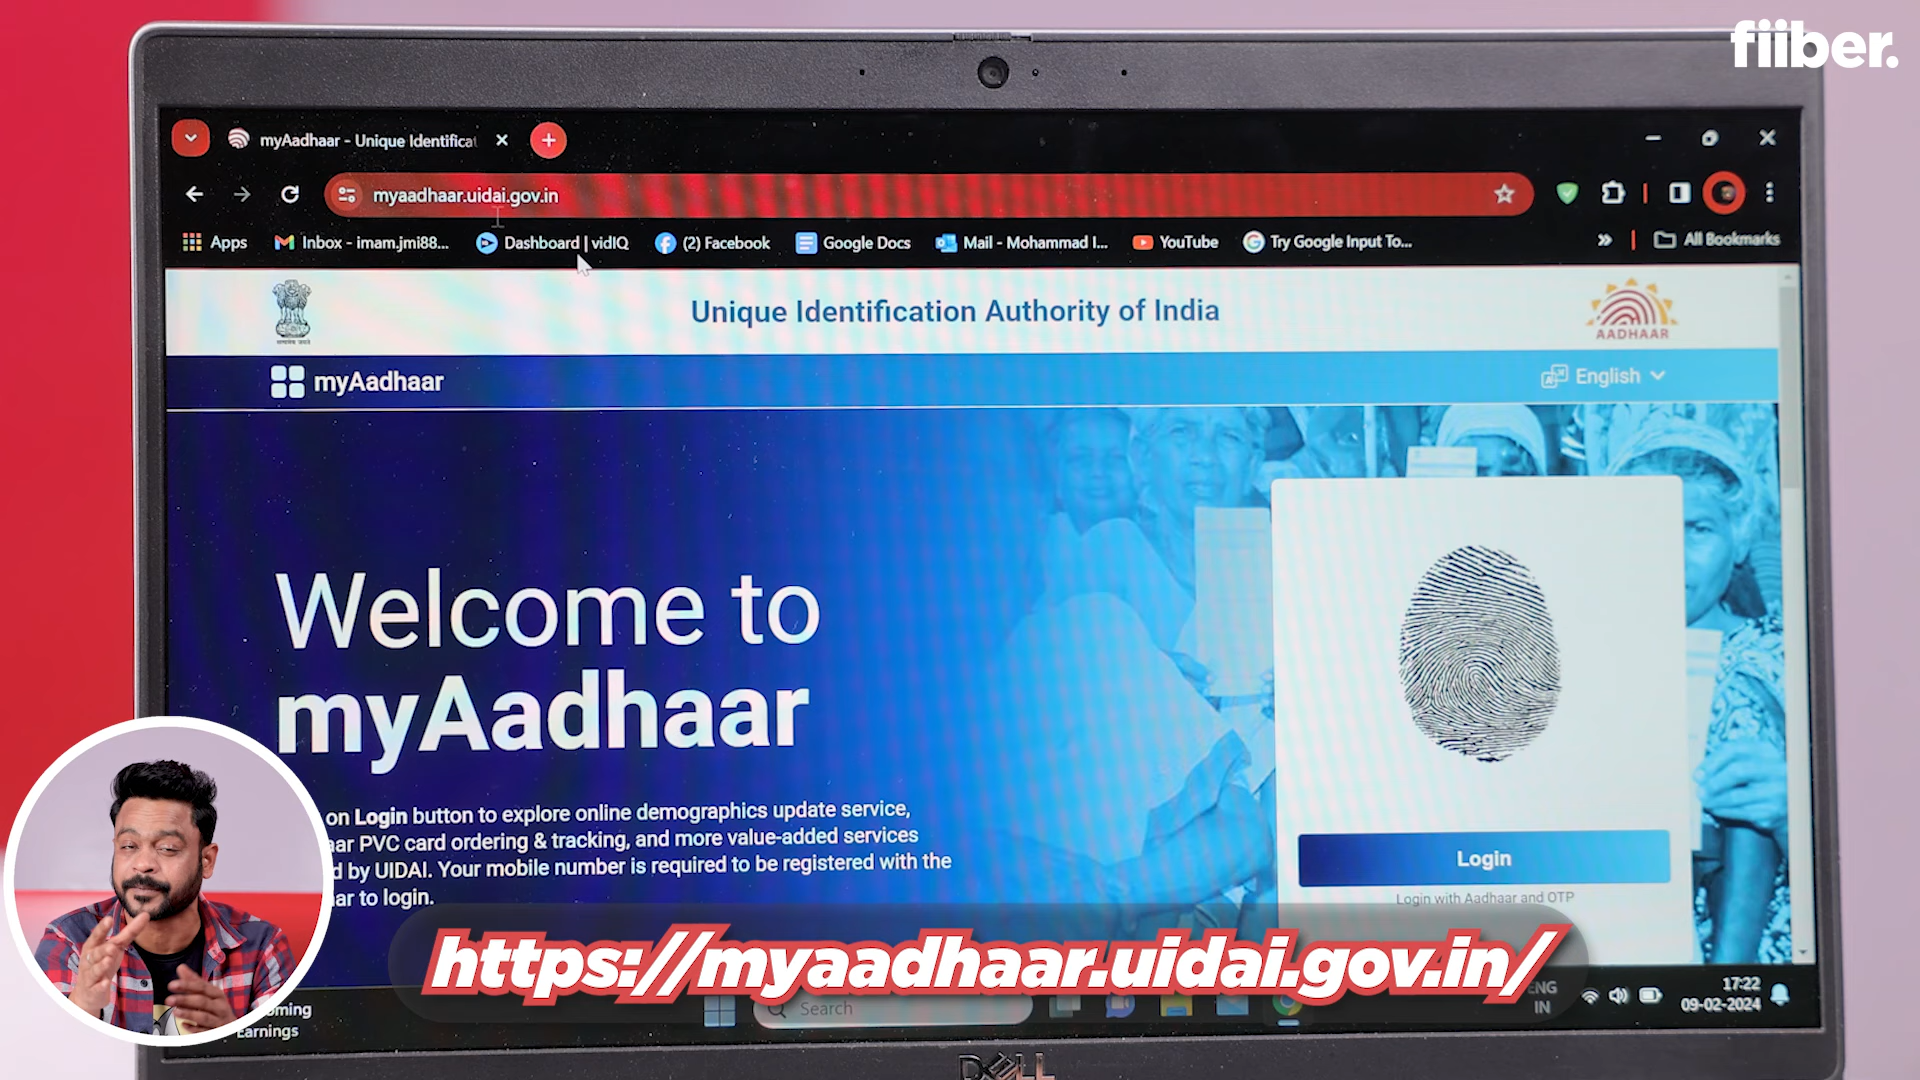 fiiber.
myAadhaar - Unique Identificat
myaadhaar.uidai.gov.in
Apps
Inbox - imam.jmi88...
Dashboard | vidIQ
(2) Facebook
Google Docs
Mail - Mohammad I...
YouTube
Try Google Input To...
All Bookmarks
Unique Identification Authority of India
AADHAAR
myAadhaar
English
Welcome to
myAadhaar
on Login button to explore online demographics update service,
aar PVC card ordering & tracking, and more value-added services
d by UIDAI. Your mobile number is required to be registered with the
ar to login.
Login
Login with Aadhaar and OTP
https://myaadhaar.uidai.gov.in/
oming
Earnings
Search
ENG
IN
17:22
09-02-2024
DELL